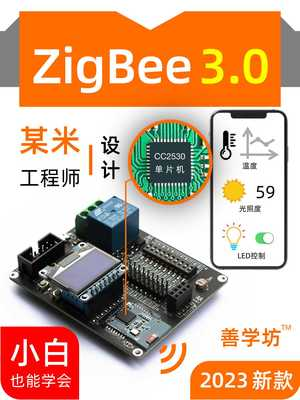 ZigBee 3.0
某米
工程师
设计
CC2530
单片机
温度
59
光照度
LED控制
小白
也能学会
善学坊™
2023 新款